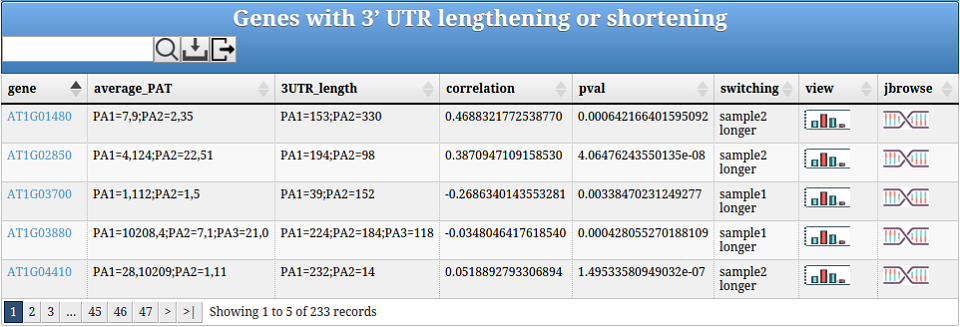 Genes with 3’ UTR lengthening or shortening
gene average_PAT 3UTR_length correlation pval switching view jbrowse
AT1G01480 PA1=7,9;PA2=2,35 PA1=153;PA2=330 0.4688321772538770 0.000642166401595092 sample2
longer
AT1G02850 PA1=4,124;PA2=22,51 PA1=194;PA2=98 0.3870947109158530 4.06476243550135e-08 sample2
longer
AT1G03700 PA1=1,112;PA2=1,5 PA1=39;PA2=152 -0.2686340143553281 0.00338470231249277 sample1
longer
AT1G03880 PA1=10208,4;PA2=7,1;PA3=21,0 PA1=224;PA2=184;PA3=118 -0.0348046417618540 0.000428055270188109 sample1
longer
AT1G04410 PA1=28,10209;PA2=1,11 PA1=232;PA2=14 0.0518892793306894 1.49533580949032e-07 sample2
longer
1 2 3 ... 45 46 47 > >| Showing 1 to 5 of 233 records